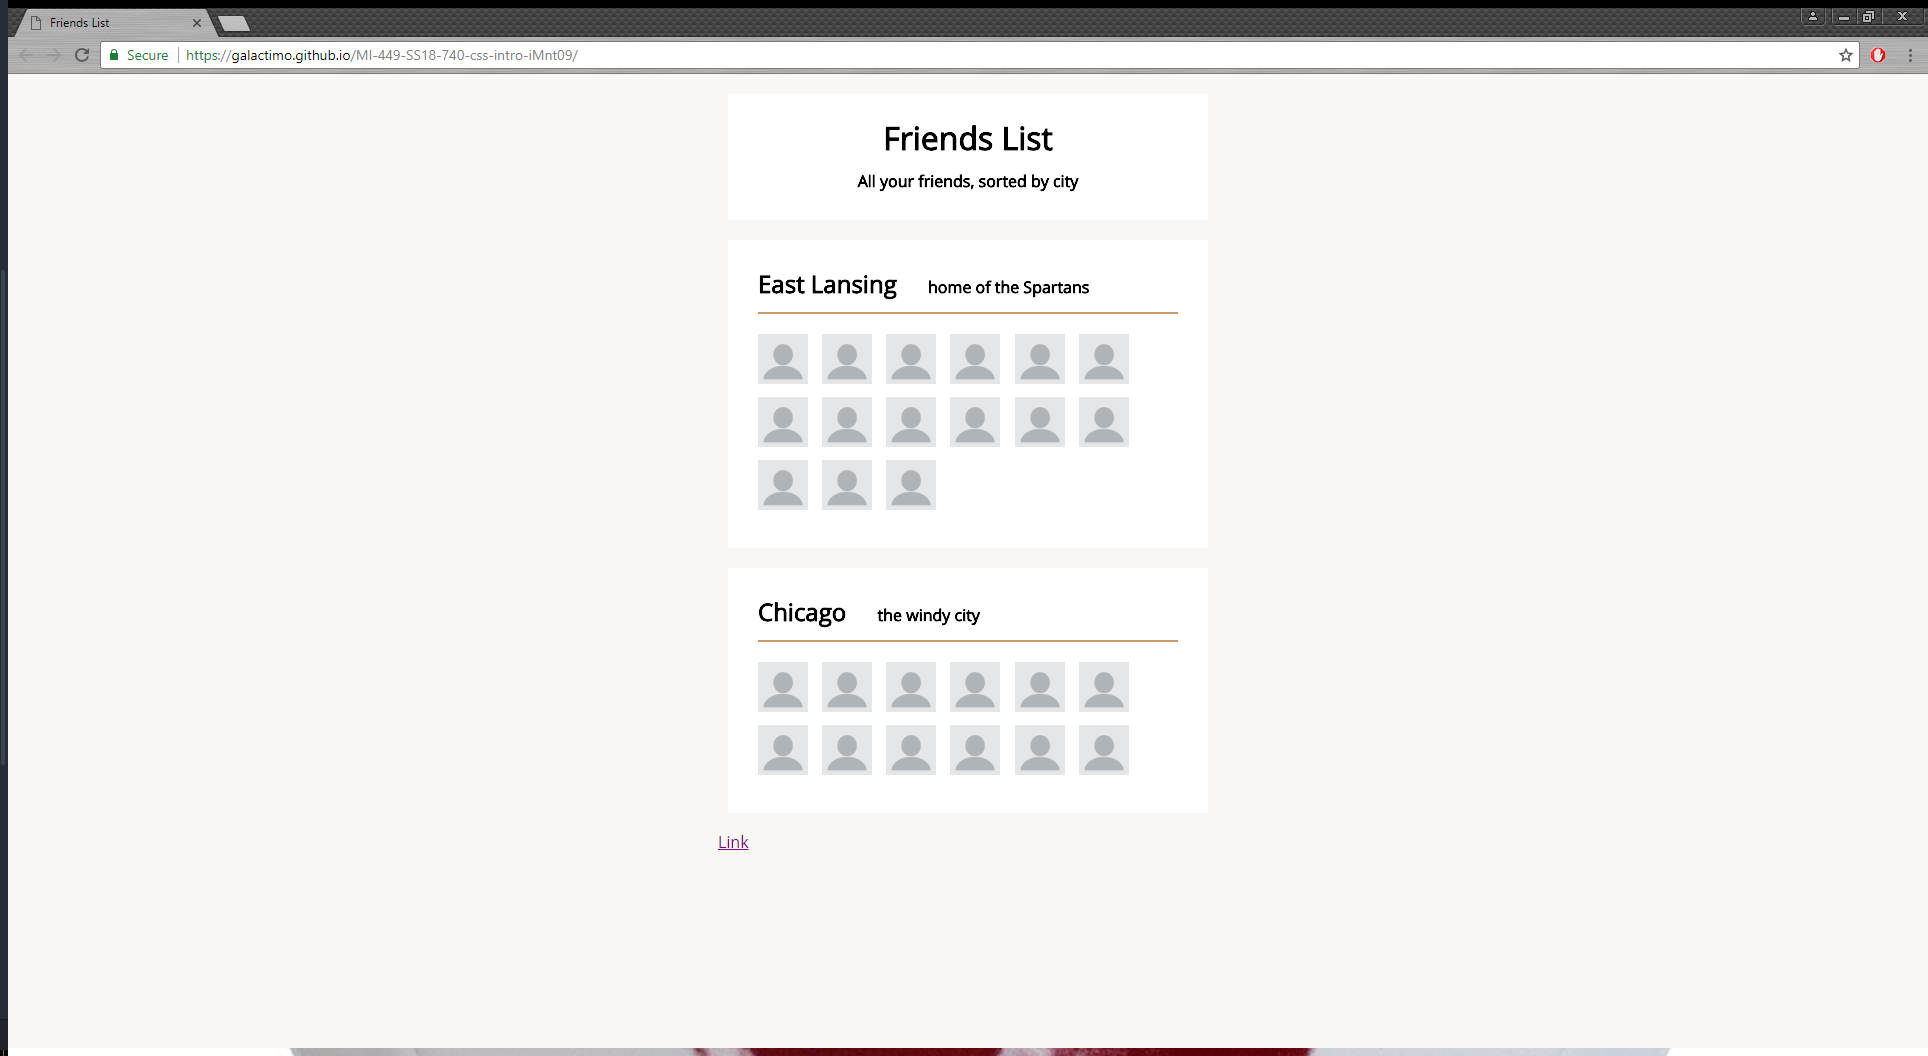 Friends List
Secure
https://galactimo.github.io/MI-449-SS18-740-css-intro-iMnt09/
Friends List
All your friends, sorted by city
East Lansing home of the Spartans
Chicago the windy city
Link